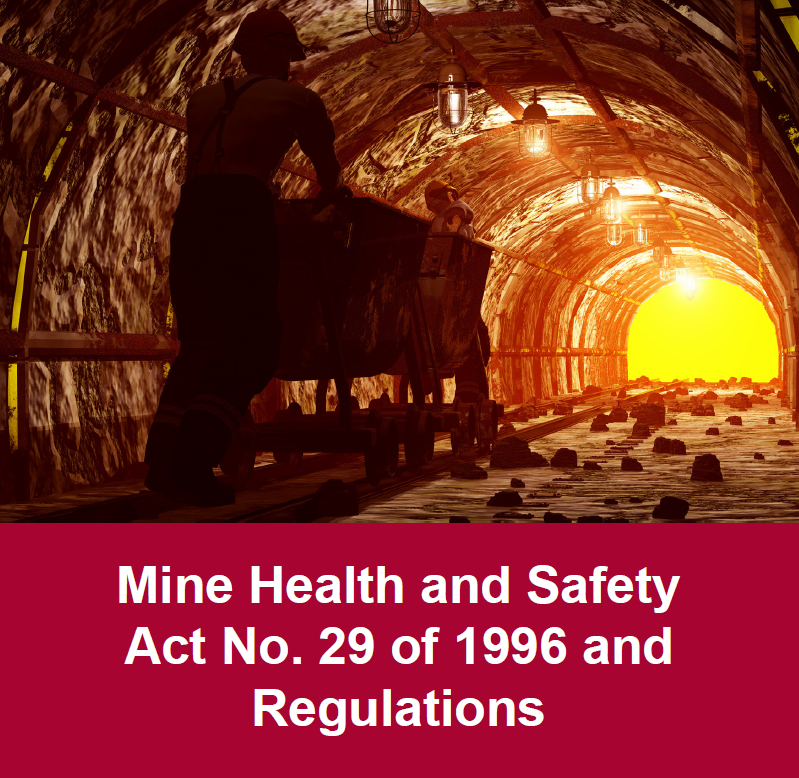 Mine Health and Safety
Act No. 29 of 1996 and
Regulations